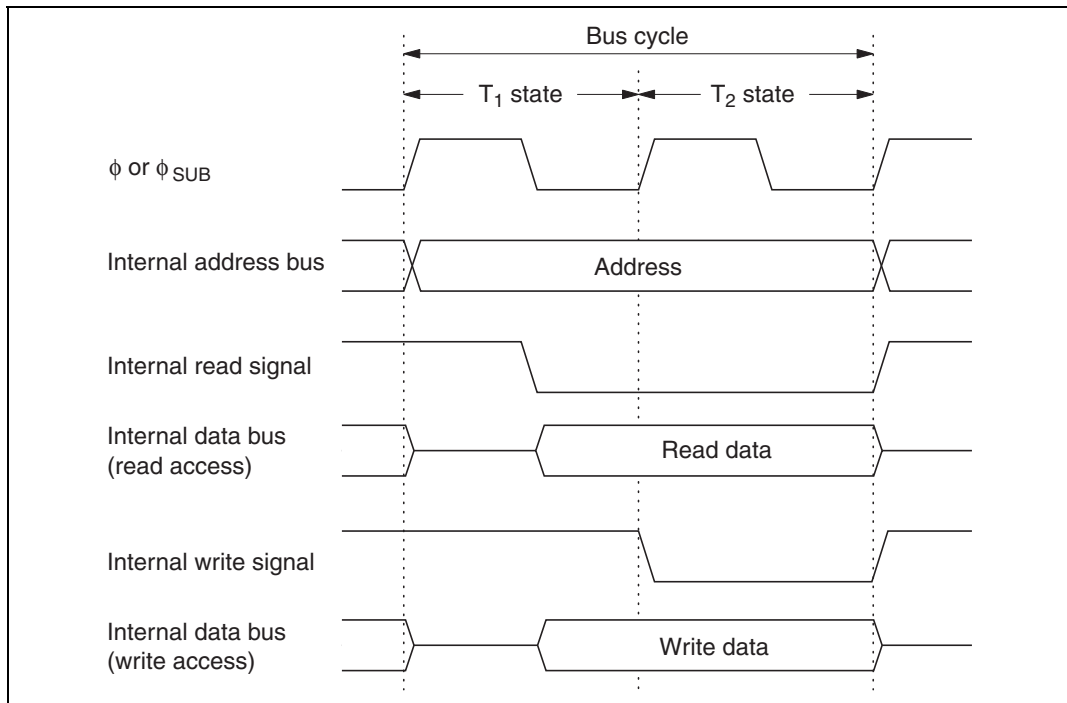 Bus cycle
T₁ state
T₂ state
ϕ or ϕ SUB
Internal address bus
Address
Internal read signal
Internal data bus
(read access)
Read data
Internal write signal
Internal data bus
(write access)
Write data